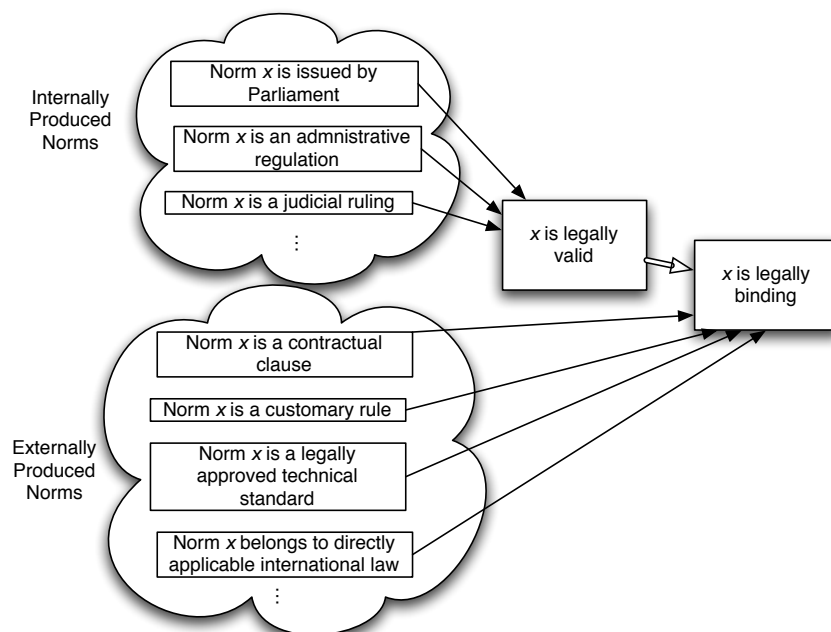 Internally
Produced
Norms
Norm x is issued by
Parliament
Norm x is an admnistrative
regulation
Norm x is a judicial ruling
...
x is legally
valid
x is legally
binding
Externally
Produced
Norms
Norm x is a contractual
clause
Norm x is a customary rule
Norm x is a legally
approved technical
standard
Norm x belongs to directly
applicable international law
...